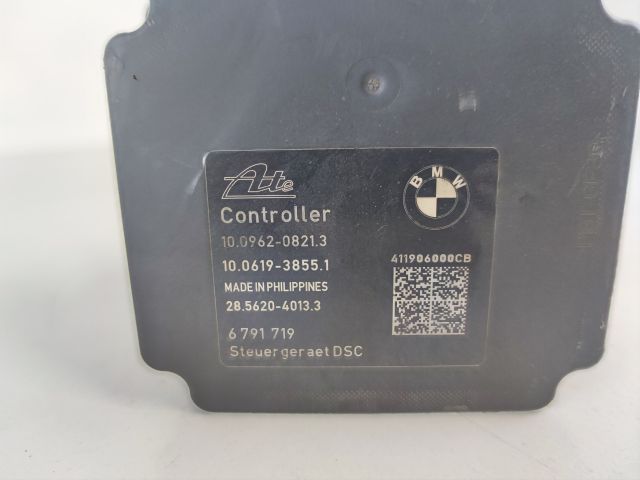 Ate
BMW
Controller
10.0962-0821.3
10.0619-3855.1
411906000CB
MADE IN PHILIPPINES
28.5620-4013.3
6 791 719
Steuergeraet DSC